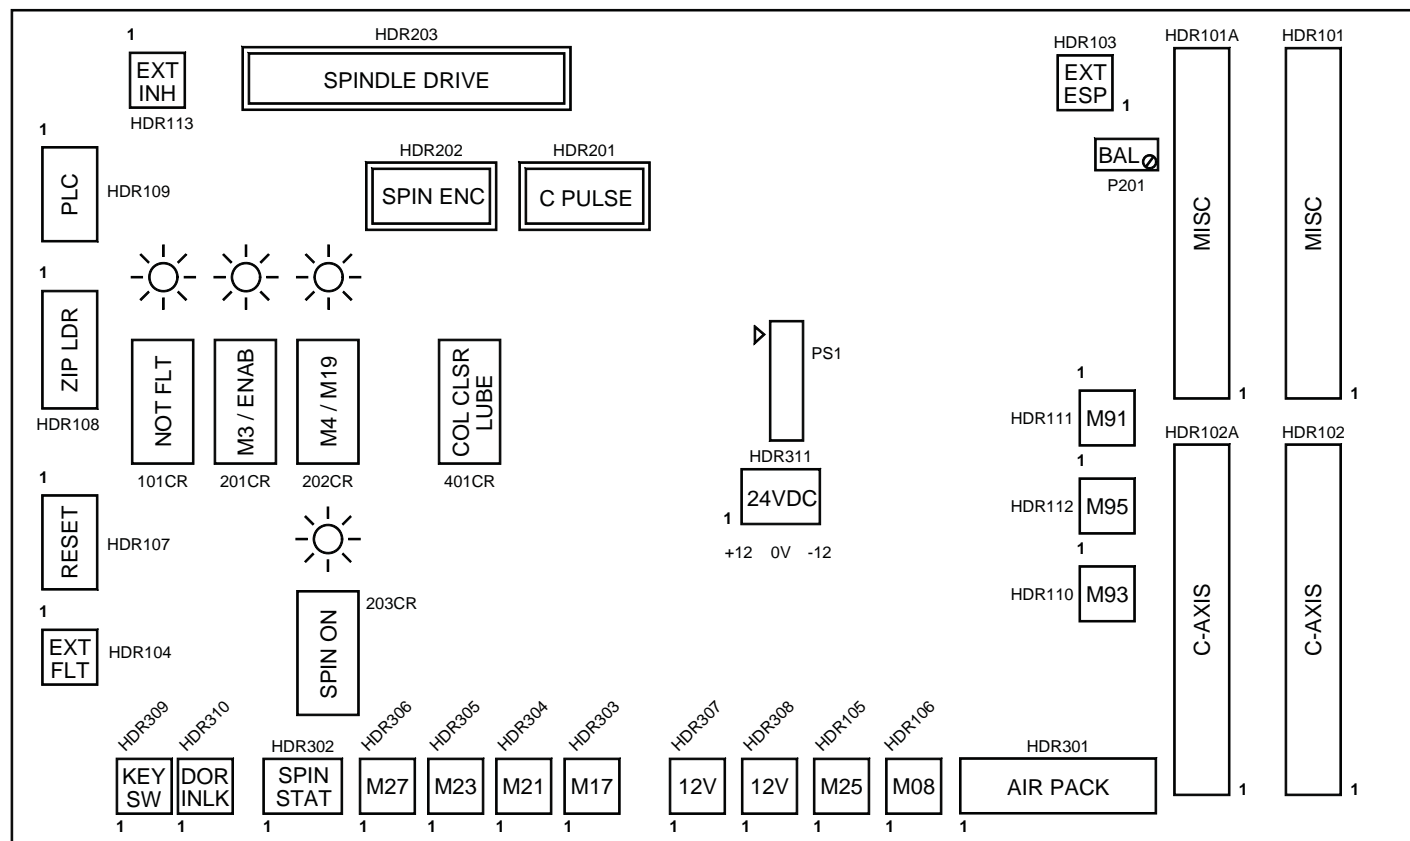 1
HDR203
HDR103
HDR101A
HDR101
EXT
INH
SPINDLE DRIVE
EXT
ESP
1
HDR113
1
HDR202
HDR201
BAL
P201
PLC
HDR109
SPIN ENC
C PULSE
MISC
MISC
1
ZIP LDR
HDR108
NOT FLT
101CR
M3 / ENAB
201CR
M4 / M19
202CR
COL CLSR
LUBE
401CR
PS1
HDR311
24VDC
1
+12 0V -12
1
HDR111
M91
1
1
HDR102A
HDR102
1
HDR112
M95
1
HDR110
M93
C-AXIS
C-AXIS
1
RESET
HDR107
1
EXT
FLT
HDR104
203CR
SPIN ON
HDR309
HDR310
HDR302
HDR306
HDR305
HDR304
HDR303
HDR307
HDR308
HDR105
HDR106
HDR301
KEY
SW
DOR
INLK
SPIN
STAT
M27
M23
M21
M17
12V
12V
M25
M08
AIR PACK
1
1
1
1
1
1
1
1
1
1
1
1
1
1